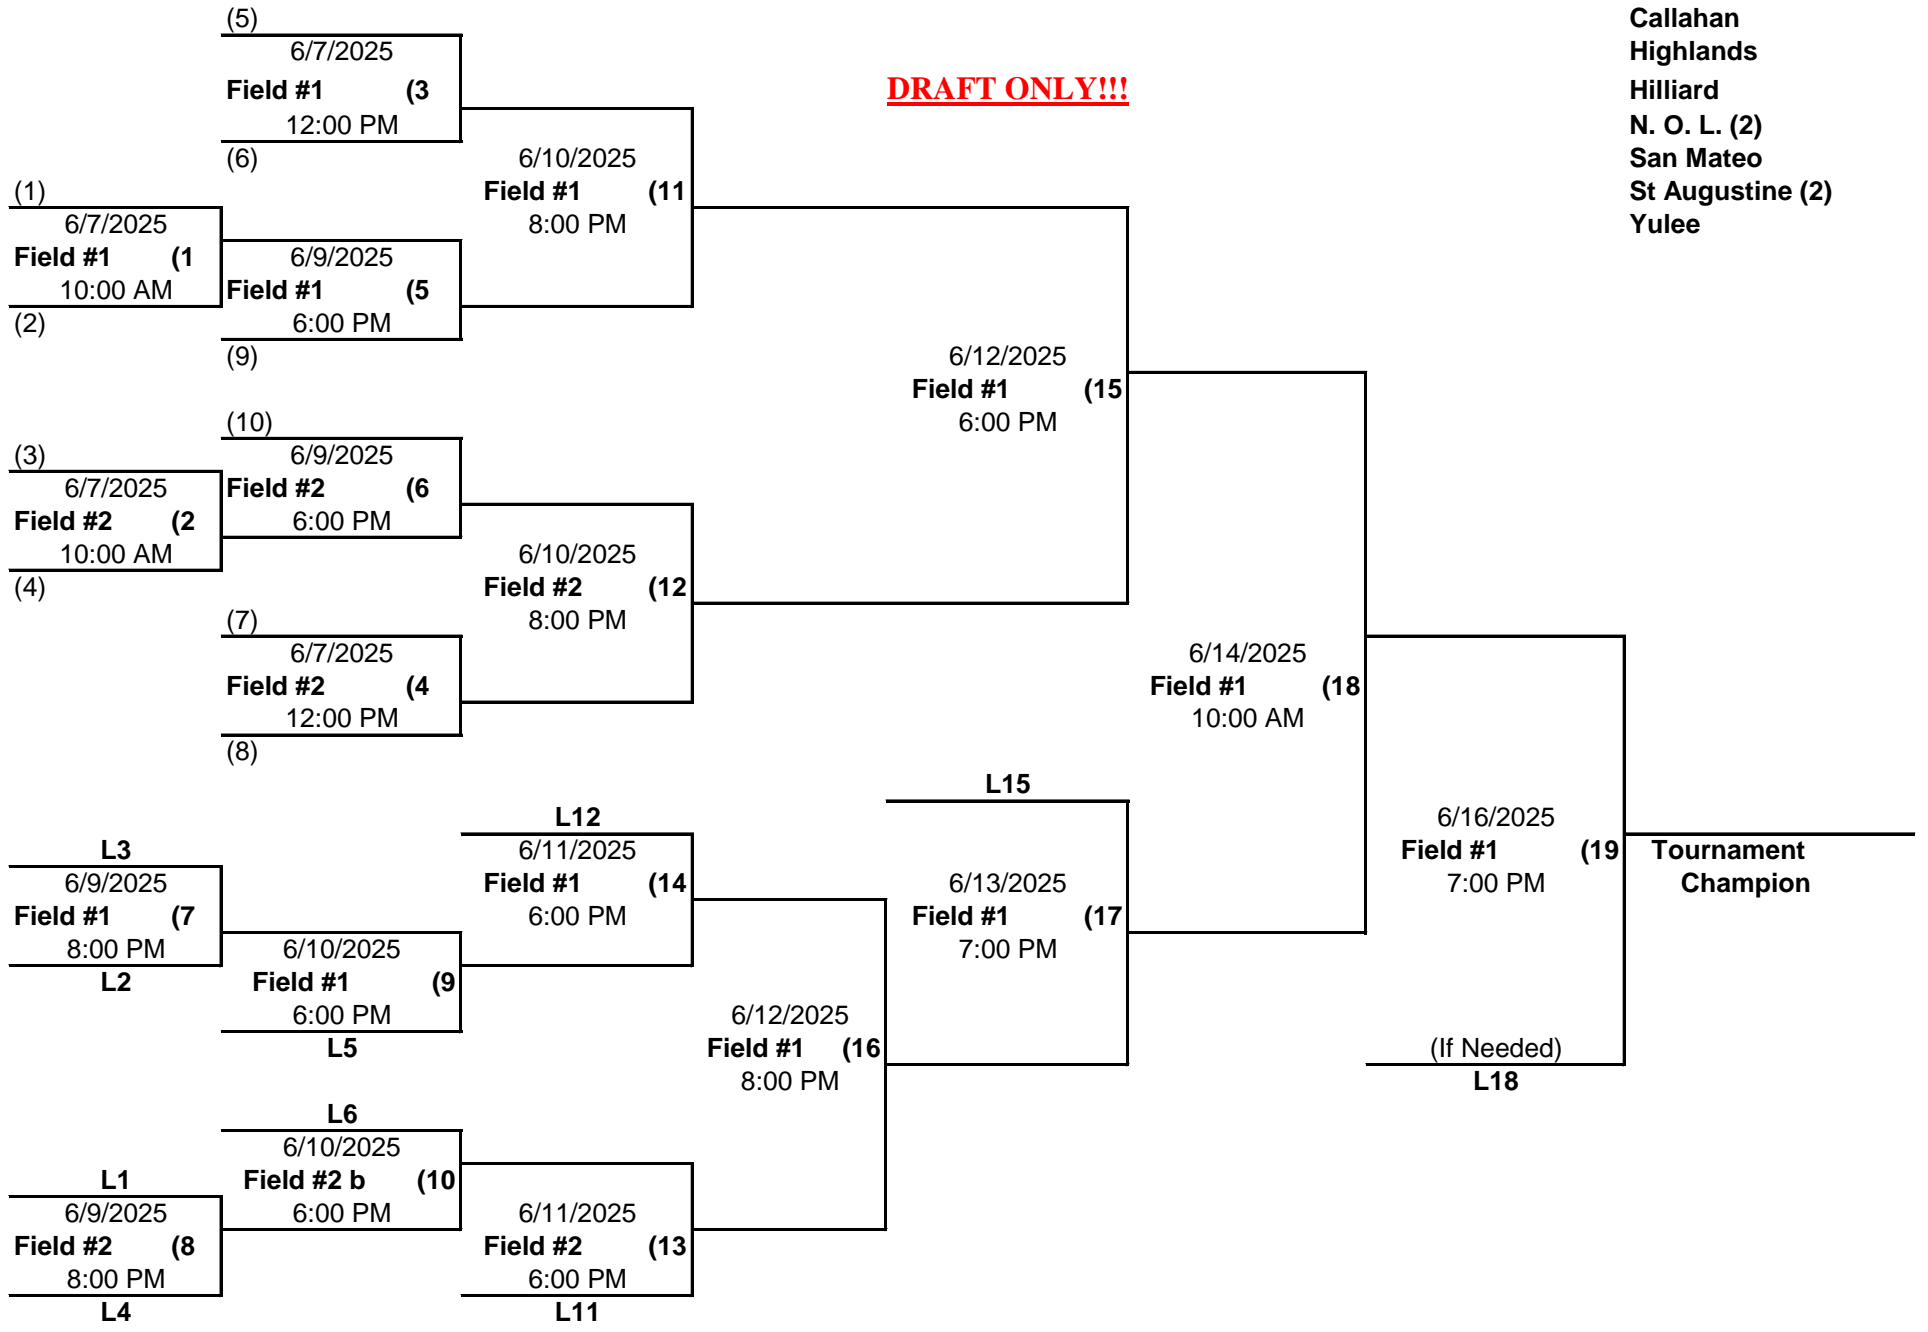 (5)
6/7/2025
Field #1 (3
12:00 PM
(6)
DRAFT ONLY!!!
Callahan
Highlands
Hilliard
N. O. L. (2)
San Mateo
St Augustine (2)
Yulee
6/10/2025
Field #1 (11
8:00 PM
(1)
6/7/2025
Field #1 (1
10:00 AM
(2)
6/9/2025
Field #1 (5
6:00 PM
(9)
6/12/2025
Field #1 (15
6:00 PM
(10)
6/9/2025
Field #2 (6
6:00 PM
(3)
6/7/2025
Field #2 (2
10:00 AM
(4)
6/10/2025
Field #2 (12
8:00 PM
(7)
6/7/2025
Field #2 (4
12:00 PM
(8)
6/14/2025
Field #1 (18
10:00 AM
L15
L12
6/11/2025
Field #1 (14
6:00 PM
L3
6/9/2025
Field #1 (7
8:00 PM
L2
6/13/2025
Field #1 (17
7:00 PM
6/16/2025
Field #1 (19
7:00 PM
Tournament
Champion
6/10/2025
Field #1 (9
6:00 PM
L5
6/12/2025
Field #1 (16
8:00 PM
(If Needed)
L18
L6
6/10/2025
Field #2 b (10
6:00 PM
L1
6/9/2025
Field #2 (8
8:00 PM
L4
6/11/2025
Field #2 (13
6:00 PM
L11